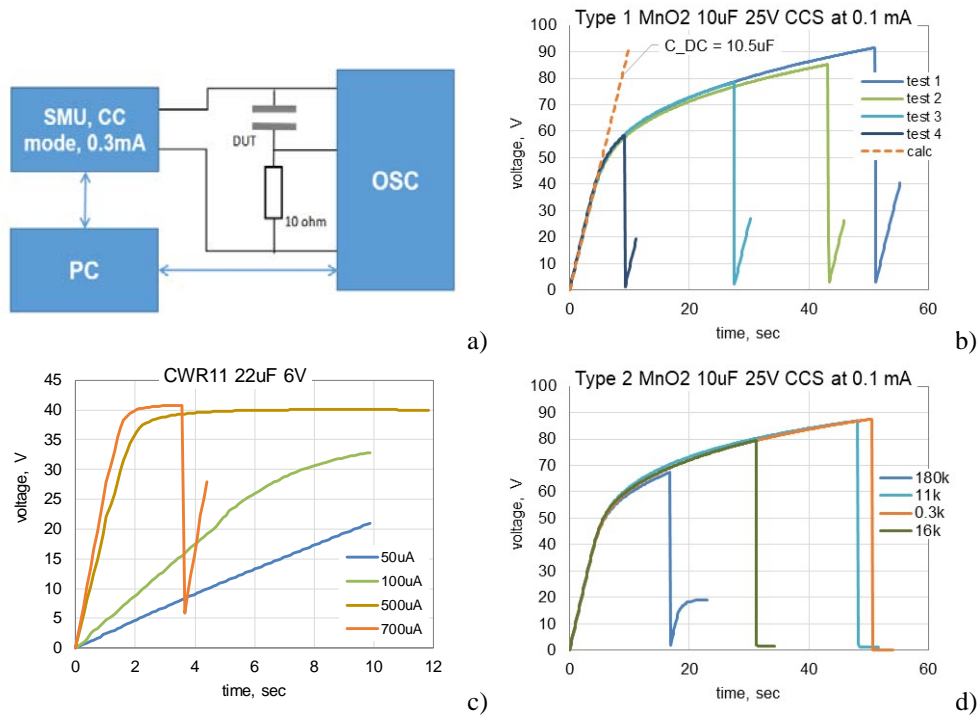 SMU, CC
mode, 0.3mA
DUT
10 ohm
OSC
PC
a)
Type 1 MnO2 10uF 25V CCS at 0.1 mA
C_DC = 10.5uF
voltage, V
100
90
80
70
60
50
40
30
20
10
0
0 20 40 60
time, sec
test 1
test 2
test 3
test 4
calc
b)
CWR11 22uF 6V
voltage, V
45
40
35
30
25
20
15
10
5
0
0 2 4 6 8 10 12
time, sec
50uA
100uA
500uA
700uA
c)
Type 2 MnO2 10uF 25V CCS at 0.1 mA
voltage, V
100
90
80
70
60
50
40
30
20
10
0
0 20 40 60
time, sec
180k
11k
0.3k
16k
d)